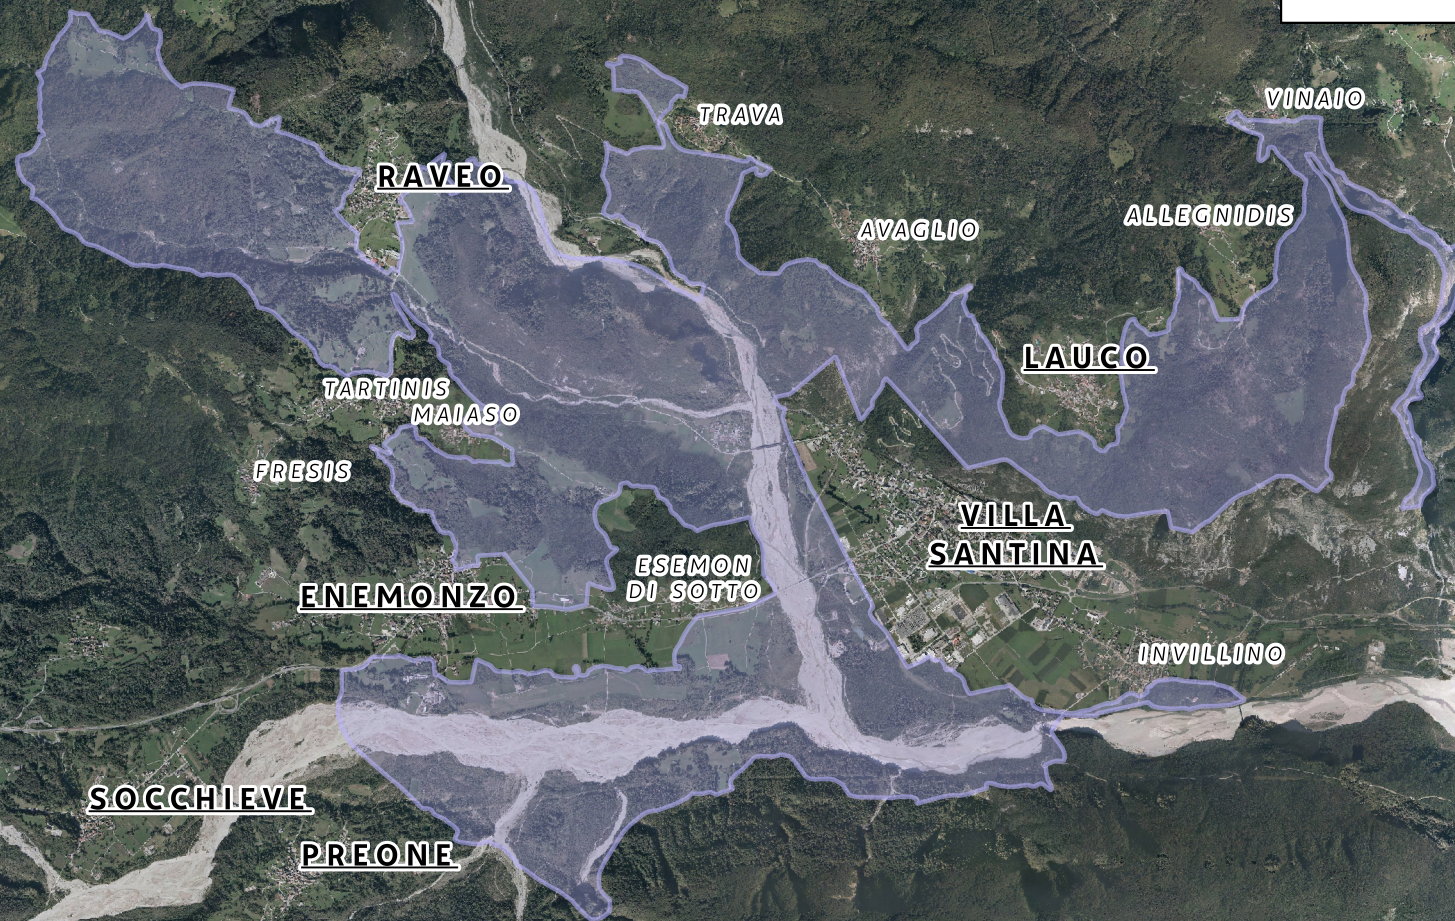 VINAIO
TRAVA
RAVEO
ALLEGNIDIS
AVAGLIO
LAUCO
TARTINIS
MAIASO
FRESIS
VILLA
SANTINA
ESEMON
DI SOTTO
ENEMONZO
INVILLINO
SOCCHIEVE
PREONE